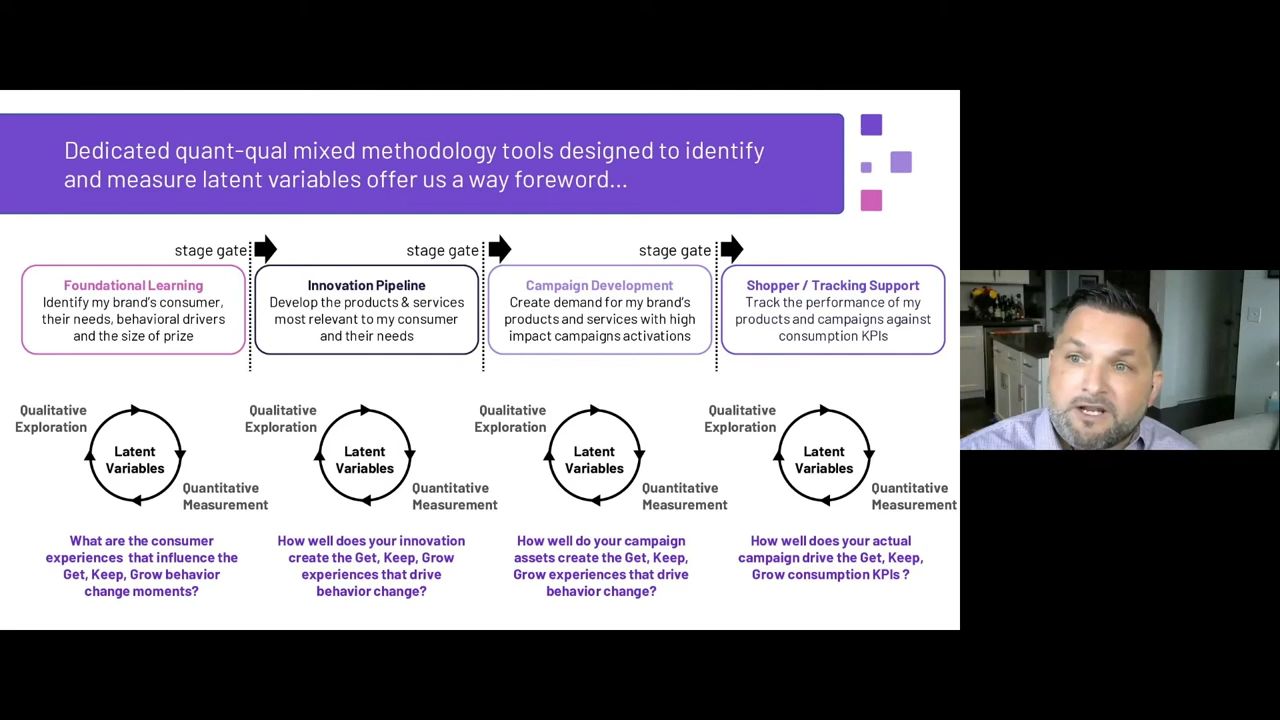 Dedicated quant-qual mixed methodology tools designed to identify
and measure latent variables offer us a way foreword...
stage gate
stage gate
stage gate
Foundational Learning
Identify my brand's consumer,
their needs, behavioral drivers
and the size of prize
Innovation Pipeline
Develop the products & services
most relevant to my consumer
and their needs
Campaign Development
Create demand for my brand's
products and services with high
impact campaigns activations
Shopper / Tracking Support
Track the performance of my
products and campaigns against
consumption KPIs
Qualitative
Exploration
Latent
Variables
Quantitative
Measurement
Qualitative
Exploration
Latent
Variables
Quantitative
Measurement
Qualitative
Exploration
Latent
Variables
Quantitative
Measurement
Qualitative
Exploration
Latent
Variables
Quantitative
Measurement
What are the consumer
experiences that influence the
Get, Keep, Grow behavior
change moments?
How well does your innovation
create the Get, Keep, Grow
experiences that drive
behavior change?
How well do your campaign
assets create the Get, Keep,
Grow experiences that drive
behavior change?
How well does your actual
campaign drive the Get, Keep,
Grow consumption KPIs ?